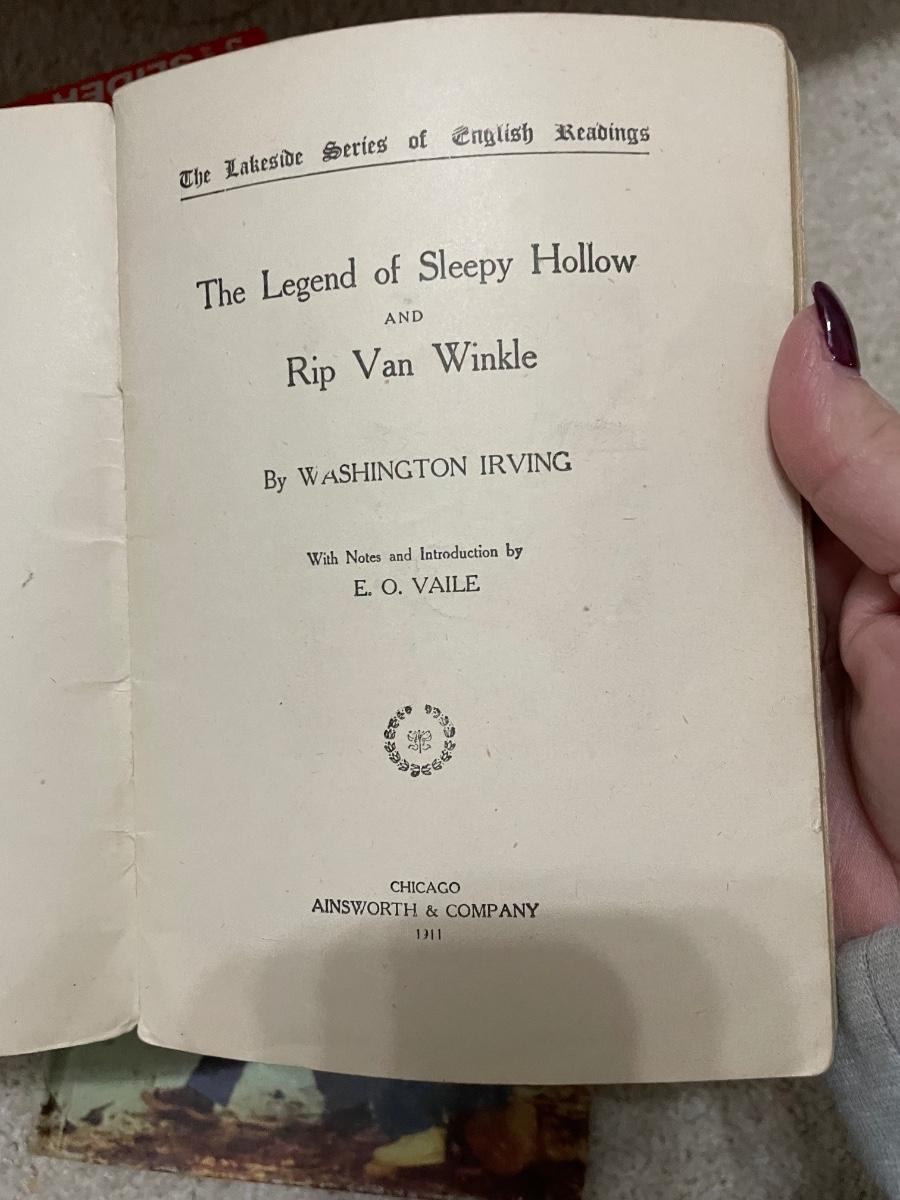 The Lakeside Series of English Readings
The Legend of Sleepy Hollow
AND
Rip Van Winkle
By WASHINGTON IRVING
With Notes and Introduction by
E. O. VAILE
CHICAGO
AINSWORTH & COMPANY
1911